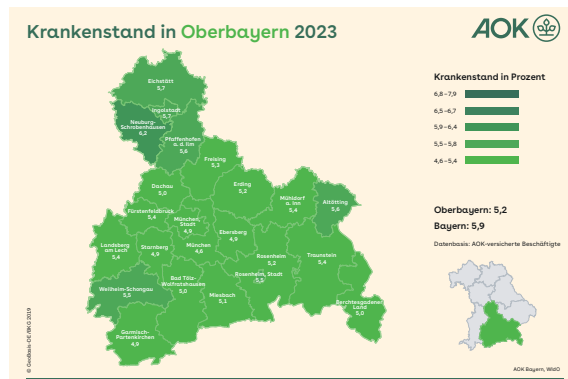 Krankenstand in Oberbayern 2023
AOK
Krankenstand in Prozent
6,8–7,9
6,5–6,7
5,9–6,4
5,5–5,8
4,6–5,4
Oberbayern: 5,2
Bayern: 5,9
Datenbasis: AOK-versicherte Beschäftigte
Eichstätt
5,7
Ingolstadt
5,7
Neuburg-
Schrobenhausen
6,2
Pfaffenhofen
a. d. Ilm
5,6
Freising
5,3
Dachau
5,0
Erding
5,2
Mühldorf
a. Inn
5,4
Altötting
5,6
Fürstenfeldbruck
5,4
München,
Stadt
4,9
Ebersberg
4,9
Landsberg
am Lech
5,4
Starnberg
4,9
München
4,6
Rosenheim
5,3
Traunstein
5,4
Rosenheim, Stadt
5,5
Weilheim-Schongau
5,5
Bad Tölz-
Wolfratshausen
5,0
Miesbach
5,1
Berchtesgadener
Land
5,0
Garmisch-
Partenkirchen
4,9
© GeoBasis-DE/BKG 2019
AOK Bayern, WIdO